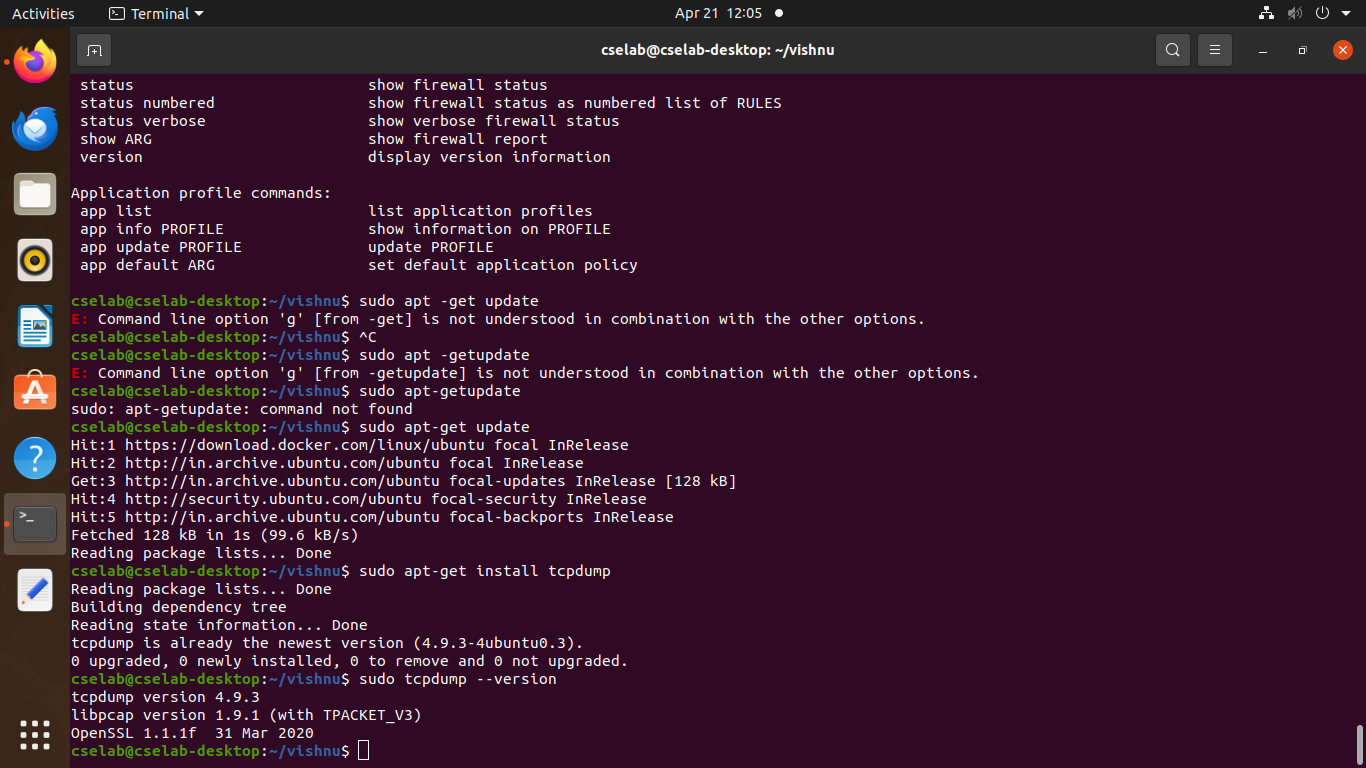 Activities
Terminal
Apr 21 12:05
cselab@cselab-desktop: ~/vishnu
status show firewall status
status numbered show firewall status as numbered list of RULES
status verbose show verbose firewall status
show ARG show firewall report
version display version information
Application profile commands:
app list list application profiles
app info PROFILE show information on PROFILE
app update PROFILE update PROFILE
app default ARG set default application policy
cselab@cselab-desktop:~/vishnu$ sudo apt -get update
E: Command line option 'g' [from -get] is not understood in combination with the other options.
cselab@cselab-desktop:~/vishnu$ ^C
cselab@cselab-desktop:~/vishnu$ sudo apt -getupdate
E: Command line option 'g' [from -getupdate] is not understood in combination with the other options.
cselab@cselab-desktop:~/vishnu$ sudo apt-getupdate
sudo: apt-getupdate: command not found
cselab@cselab-desktop:~/vishnu$ sudo apt-get update
Hit:1 https://download.docker.com/linux/ubuntu focal InRelease
Hit:2 http://in.archive.ubuntu.com/ubuntu focal InRelease
Get:3 http://in.archive.ubuntu.com/ubuntu focal-updates InRelease [128 kB]
Hit:4 http://security.ubuntu.com/ubuntu focal-security InRelease
Hit:5 http://in.archive.ubuntu.com/ubuntu focal-backports InRelease
Fetched 128 kB in 1s (99.6 kB/s)
Reading package lists... Done
cselab@cselab-desktop:~/vishnu$ sudo apt-get install tcpdump
Reading package lists... Done
Building dependency tree
Reading state information... Done
tcpdump is already the newest version (4.9.3-4ubuntu0.3).
0 upgraded, 0 newly installed, 0 to remove and 0 not upgraded.
cselab@cselab-desktop:~/vishnu$ sudo tcpdump --version
tcpdump version 4.9.3
libpcap version 1.9.1 (with TPACKET_V3)
OpenSSL 1.1.1f  31 Mar 2020
cselab@cselab-desktop:~/vishnu$